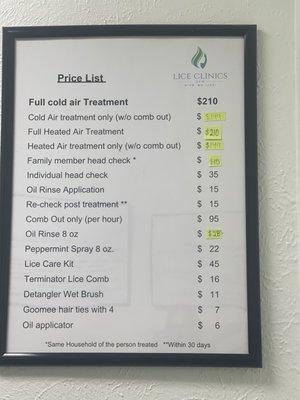 LICE CLINICS
Price List
Full cold air Treatment $210
Cold Air treatment only (w/o comb out) $
Full Heated Air Treatment $ $210
Heated Air treatment only (w/o comb out) $
Family member head check * $
Individual head check $ 35
Oil Rinse Application $ 15
Re-check post treatment ** $ 15
Comb Out only (per hour) $ 95
Oil Rinse 8 oz $
Peppermint Spray 8 oz. $ 22
Lice Care Kit $ 45
Terminator Lice Comb $ 16
Detangler Wet Brush $ 11
Goomee hair ties with 4 $ 7
Oil applicator $ 6
*Same Household of the person treated **Within 30 days